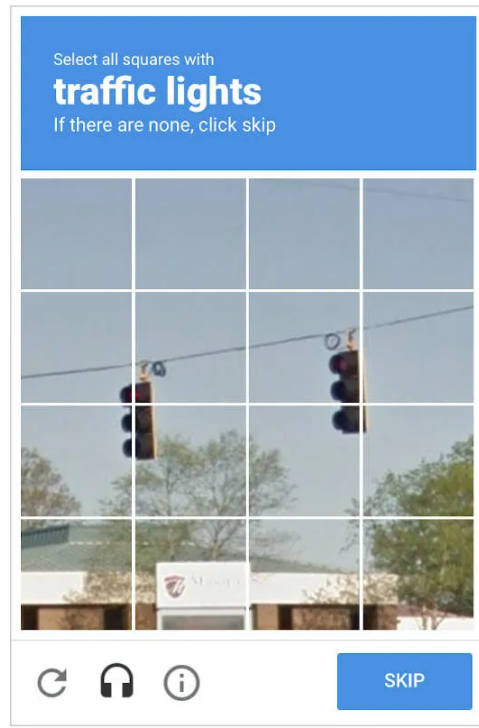 Select all squares with
traffic lights
If there are none, click skip
SKIP